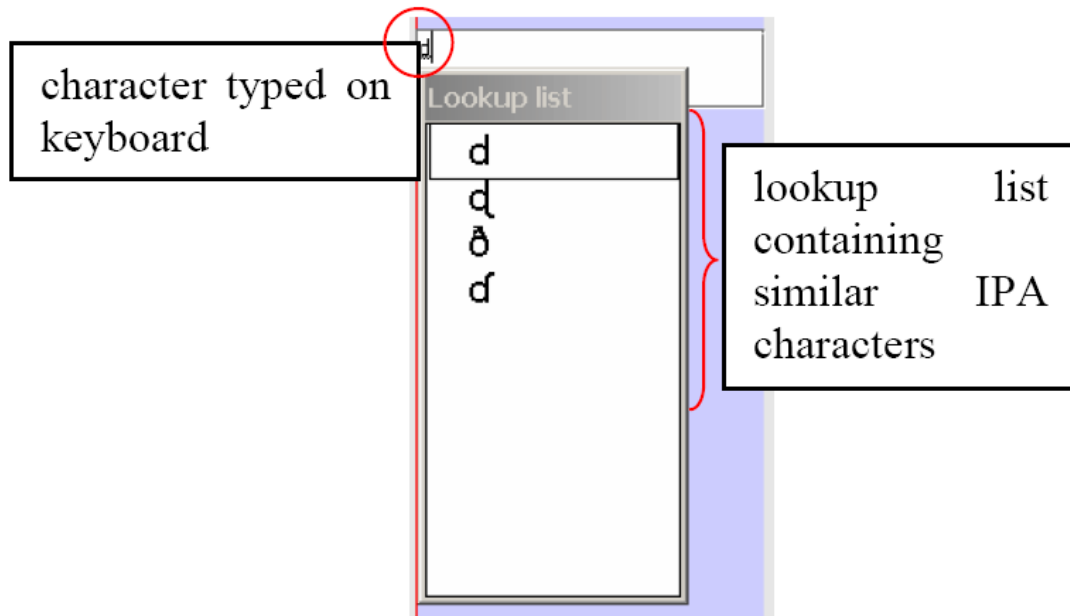 d
character typed on
keyboard
Lookup list
d
ɖ
ð
ɗ
lookup list
containing
similar IPA
characters